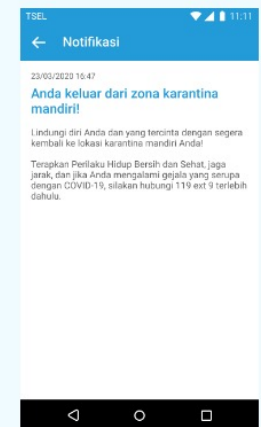 TSEL
11:11
Notifikasi
23/03/2020 16:47
Anda keluar dari zona karantina
mandiri!
Lindungi diri Anda dan yang tercinta dengan segera
kembali ke lokasi karantina mandiri Anda!
Terapkan Perilaku Hidup Bersih dan Sehat, jaga
jarak, dan jika Anda mengalami gejala yang serupa
dengan COVID-19, silakan hubungi 119 ext 9 terlebih
dahulu.